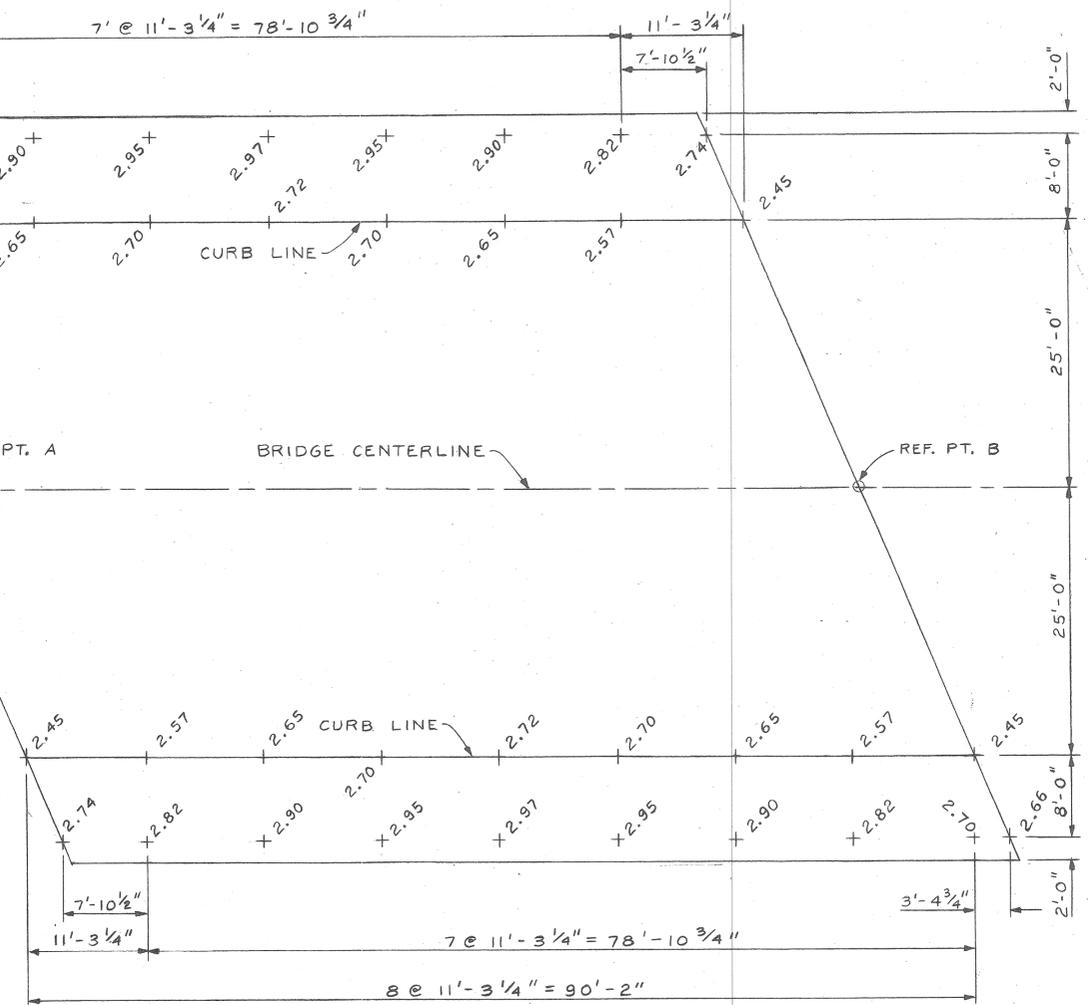 7' @ 11'-3 1/4" = 78'-10 3/4"
11'-3 1/4"
7'-10 1/2"
2'-0"
2.90 2.95 2.97 2.95 2.90 2.82 2.74
8'-0"
2.72 2.45
.65 2.70 2.70 2.65 2.57
CURB LINE
25'-0"
PT. A
BRIDGE CENTERLINE
REF. PT. B
25'-0"
2.45 2.57 2.65 2.72 2.70 2.65 2.57 2.45
CURB LINE
2.70
2.74 2.82 2.90 2.95 2.97 2.95 2.90 2.82 2.70 2.66
8'-0"
7'-10 1/2"
3'-4 3/4"
2'-0"
11'-3 1/4"
7 @ 11'-3 1/4" = 78'-10 3/4"
8 @ 11'-3 1/4" = 90'-2"